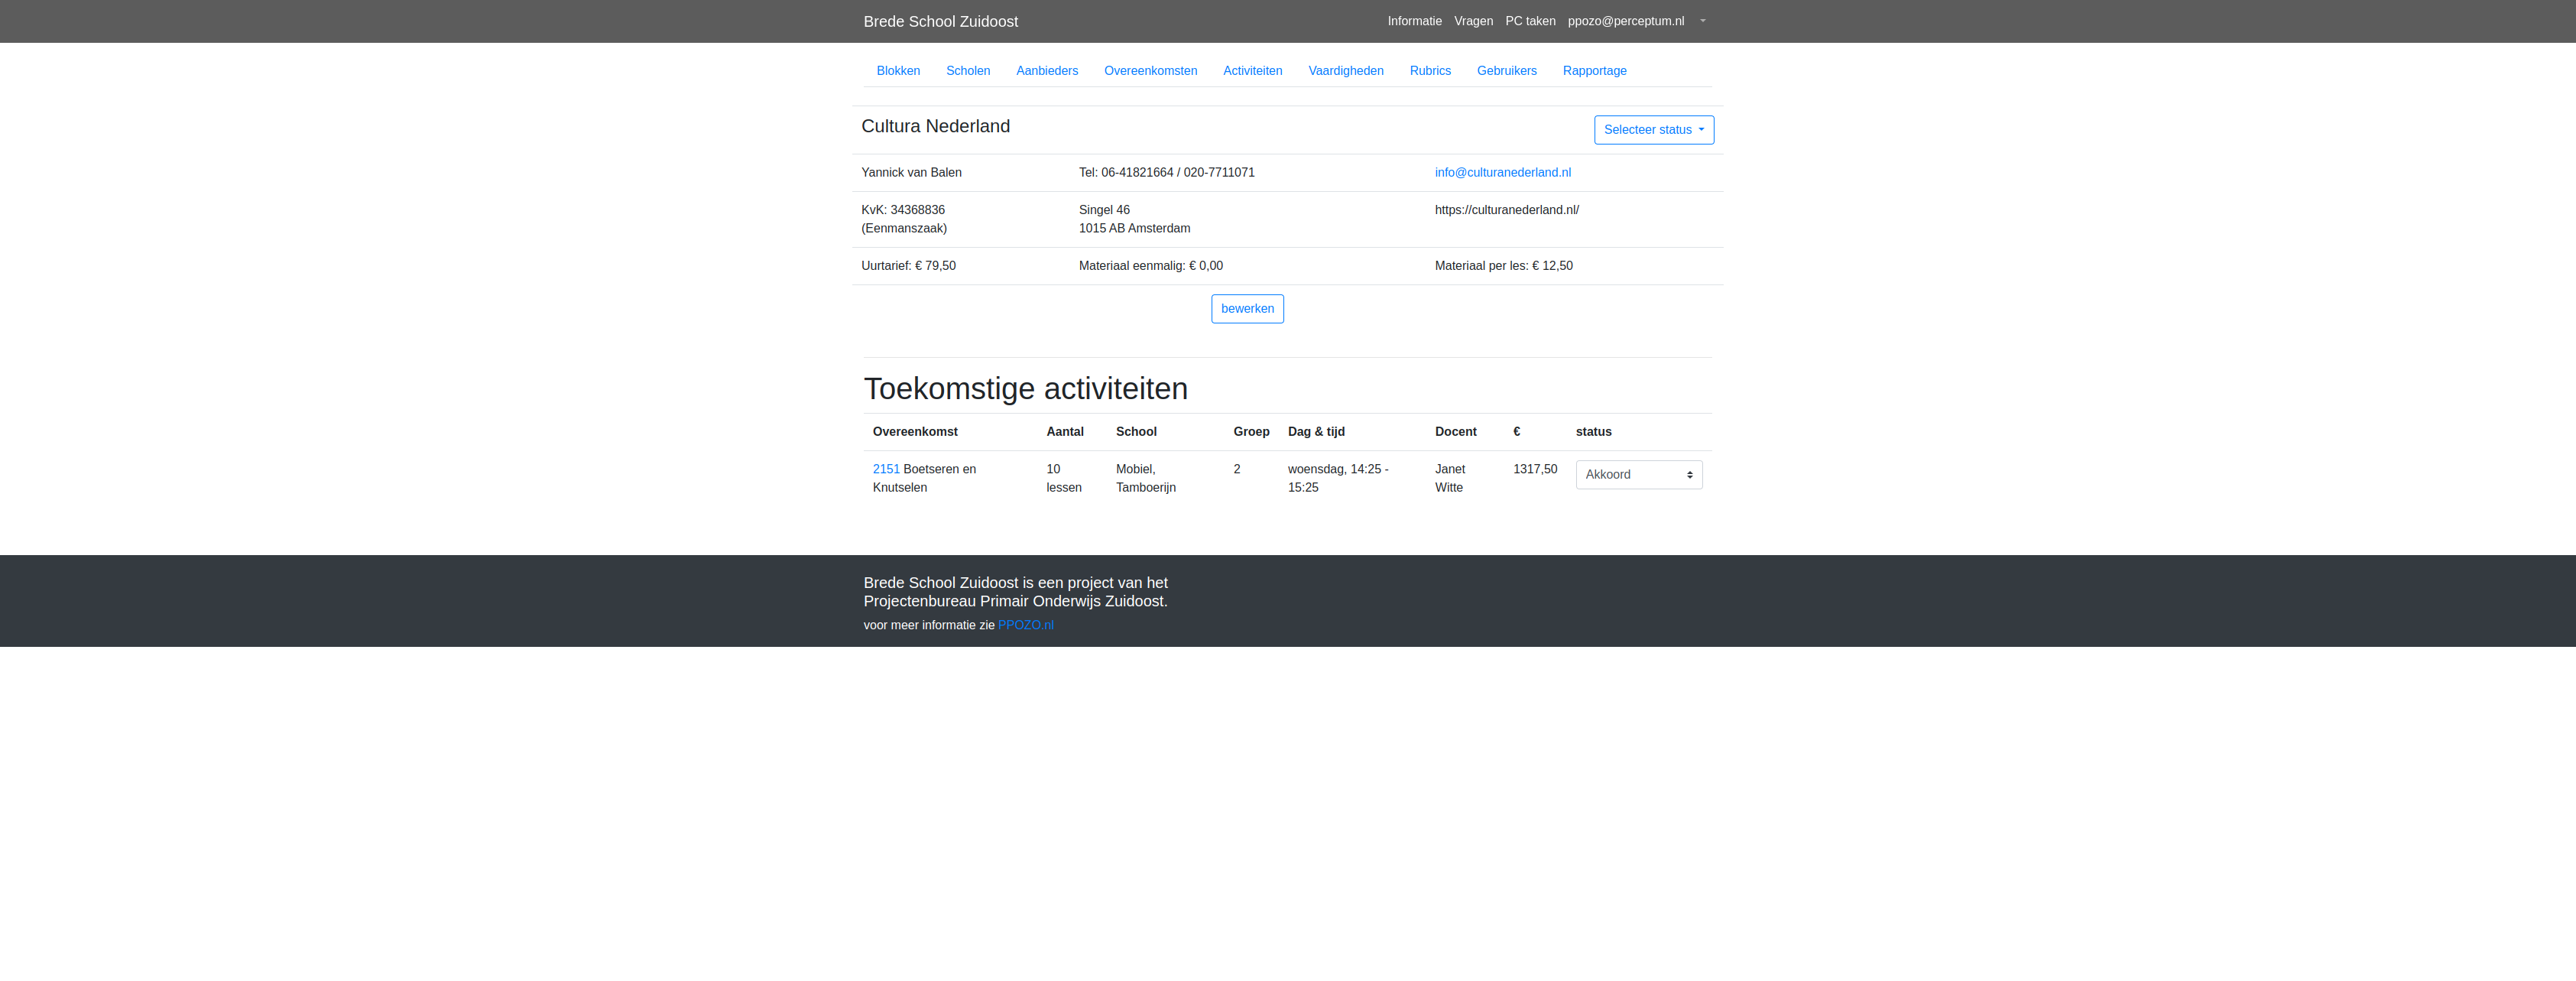 Brede School Zuidoost Informatie Vragen PC taken ppozo@perceptum.nl
Blokken Scholen Aanbieders Overeenkomsten Activiteiten Vaardigheden Rubrics Gebruikers Rapportage
Cultura Nederland Selecteer status
Yannick van Balen Tel: 06-41821664 / 020-7711071 info@culturanederland.nl
KvK: 34368836 Singel 46 https://culturanederland.nl/
(Eenmanszaak) 1015 AB Amsterdam
Uurtarief: € 79,50 Materiaal eenmalig: € 0,00 Materiaal per les: € 12,50
bewerken
Toekomstige activiteiten
Overeenkomst Aantal School Groep Dag & tijd Docent € status
2151 Boetseren en 10 Mobiel, 2 woensdag, 14:25 - Janet 1317,50 Akkoord
Knutselen lessen Tamboerijn 15:25 Witte
Brede School Zuidoost is een project van het
Projectenbureau Primair Onderwijs Zuidoost.
voor meer informatie zie PPOZO.nl